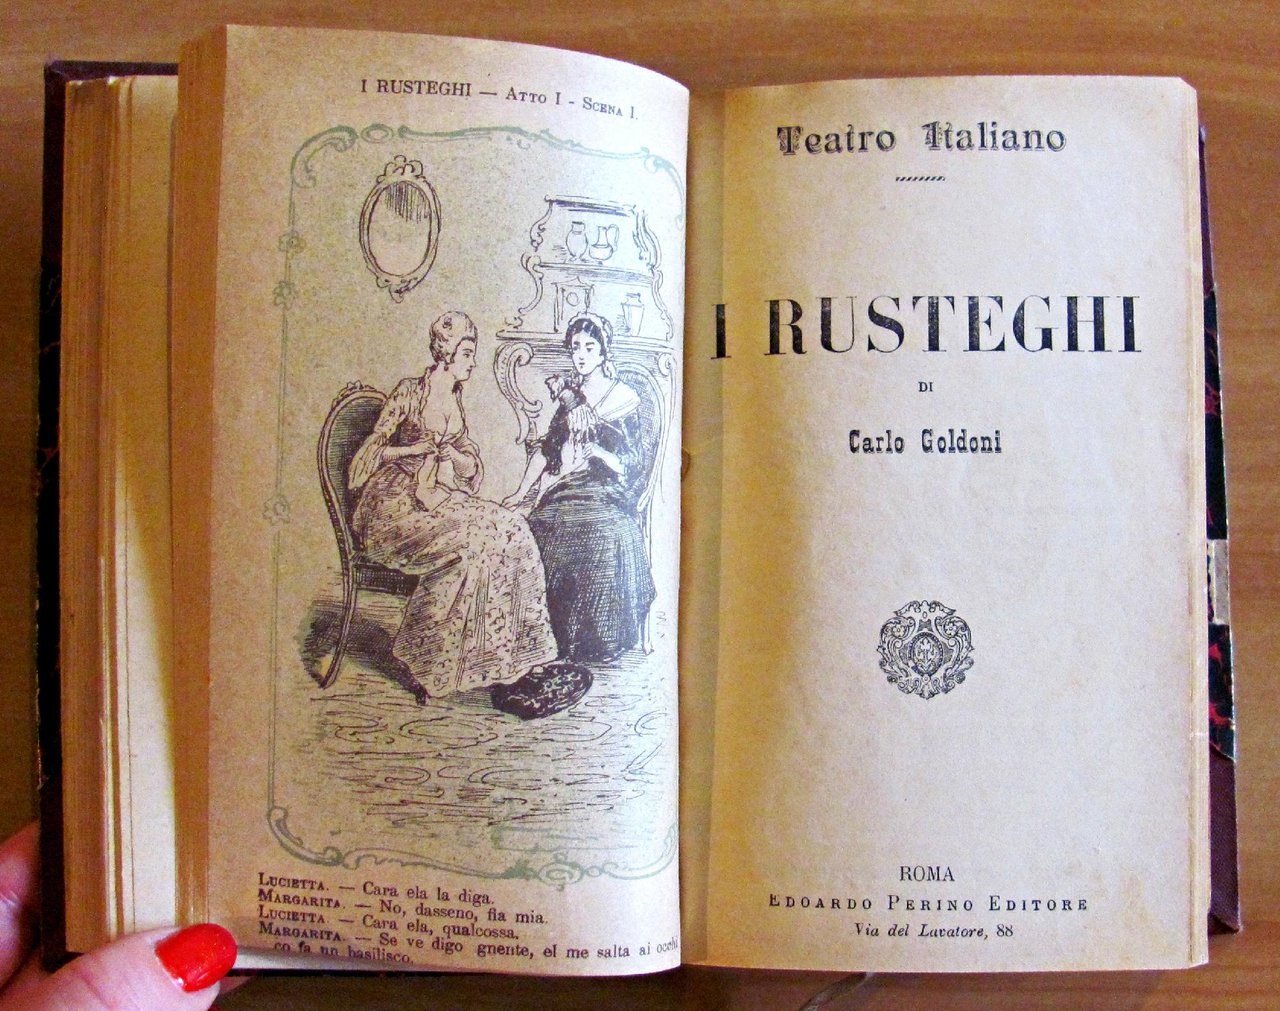 I RUSTEGHI — Atto I - Scena I.
Lucietta. — Cara ela la diga.
Margarita. — No, dasseno, fia mia.
Lucietta. — Cara ela, qualcossa.
Margarita. — Se ve digo gnente, el me salta ai occhi
co fa un basilisco.
Teatro Italiano
I RUSTEGHI
DI
Carlo Goldoni
ROMA
Edoardo Perino Editore
Via del Lavatore, 88